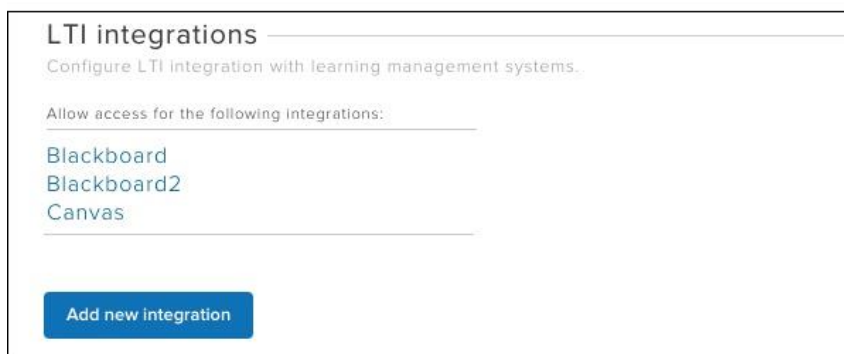 LTI integrations
Configure LTI integration with learning management systems.
Allow access for the following integrations:
Blackboard
Blackboard2
Canvas
Add new integration